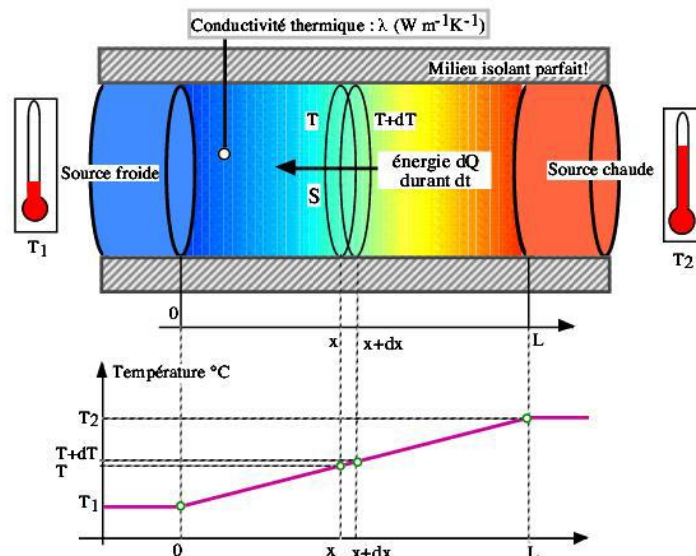 Conductivité thermique : λ (W m⁻¹K⁻¹)
Milieu isolant parfait!
T
T+dT
énergie dQ
durant dt
Source froide
Source chaude
S
T1
T2
0
x
x+dx
L
Température °C
T2
T+dT
T
T1
0
x
x+dx
L